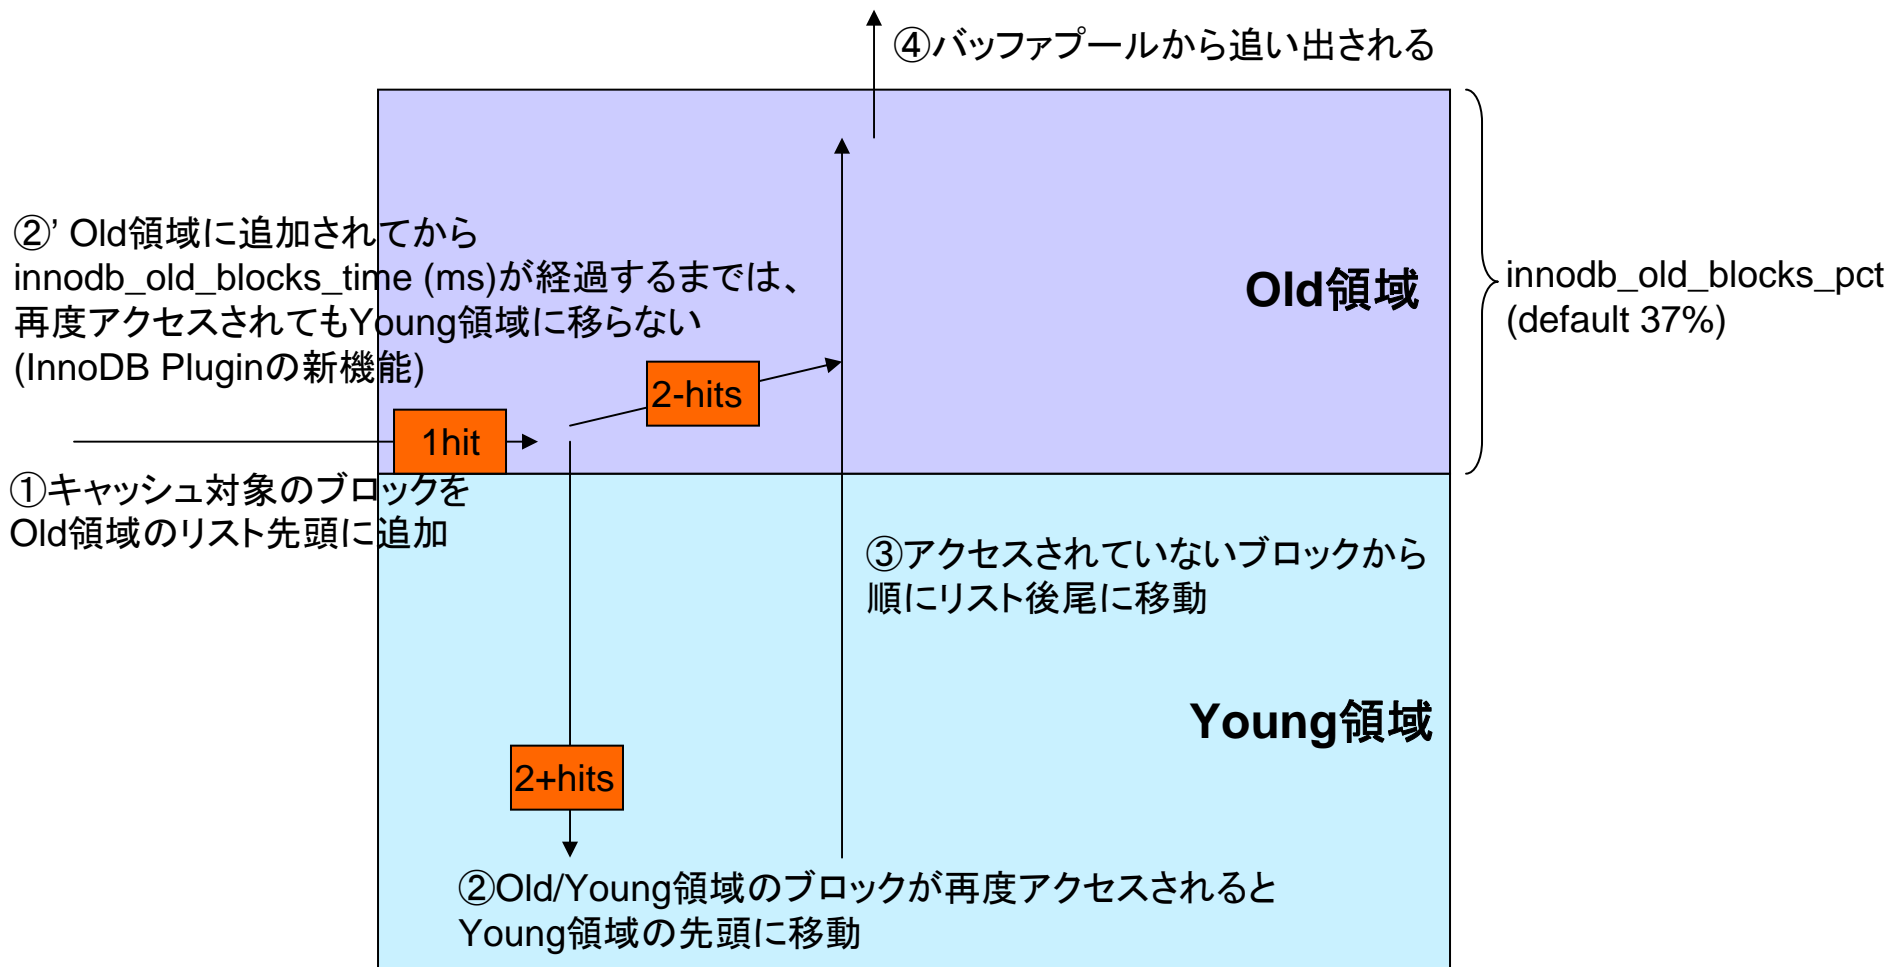 ④バッファプールから追い出される
②’ Old領域に追加されてから
innodb_old_blocks_time (ms)が経過するまでは、
再度アクセスされてもYoung領域に移らない
(InnoDB Pluginの新機能)
Old領域
innodb_old_blocks_pct
(default 37%)
2-hits
1hit
①キャッシュ対象のブロックを
Old領域のリスト先頭に追加
③アクセスされていないブロックから
順にリスト後尾に移動
Young領域
2+hits
②Old/Young領域のブロックが再度アクセスされると
Young領域の先頭に移動